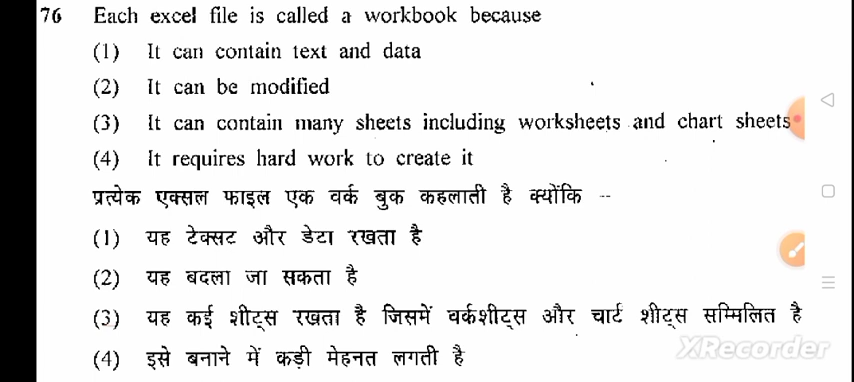 76 Each excel file is called a workbook because
(1) It can contain text and data
(2) It can be modified
(3) It can contain many sheets including worksheets and chart sheets
(4) It requires hard work to create it
प्रत्येक एक्सल फाइल एक वर्क बुक कहलाती है क्योंकि --
(1) यह टेक्सट और डेटा रखता है
(2) यह बदला जा सकता है
(3) यह कई शीट्स रखता है जिसमें वर्कशीट्स और चार्ट शीट्स सम्मिलित है
(4) इसे बनाने में कड़ी मेहनत लगती है
XRecorder